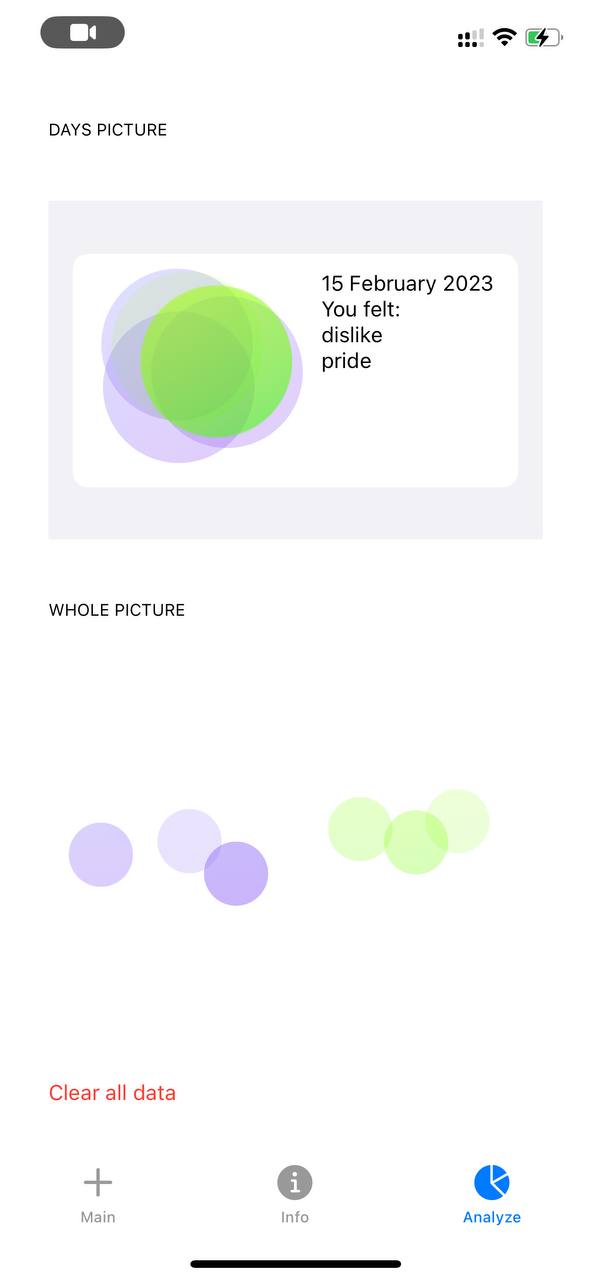 DAYS PICTURE
15 February 2023
You felt:
dislike
pride
WHOLE PICTURE
Clear all data
Main
Info
Analyze